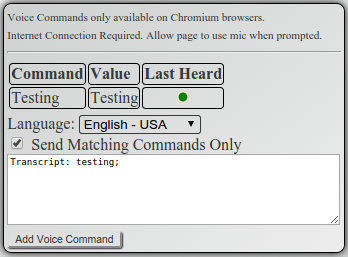 Voice Commands only available on Chromium browsers.
Internet Connection Required. Allow page to use mic when prompted.
Command Value Last Heard
Testing Testing
Language: English - USA
Send Matching Commands Only
Transcript: testing;
Add Voice Command